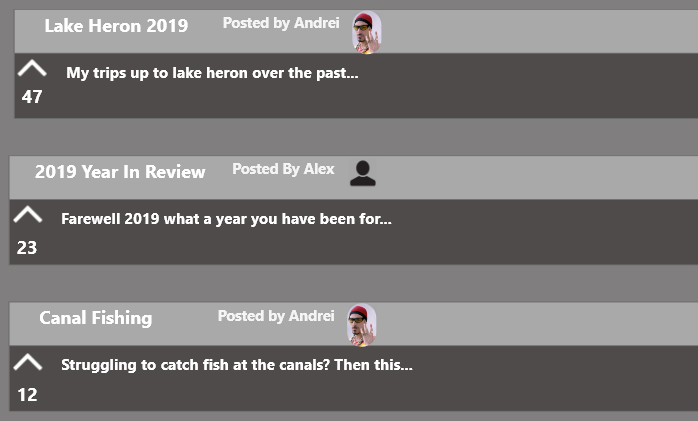 Lake Heron 2019 Posted by Andrei
My trips up to lake heron over the past...
47
2019 Year In Review Posted By Alex
Farewell 2019 what a year you have been for...
23
Canal Fishing Posted by Andrei
Struggling to catch fish at the canals? Then this...
12